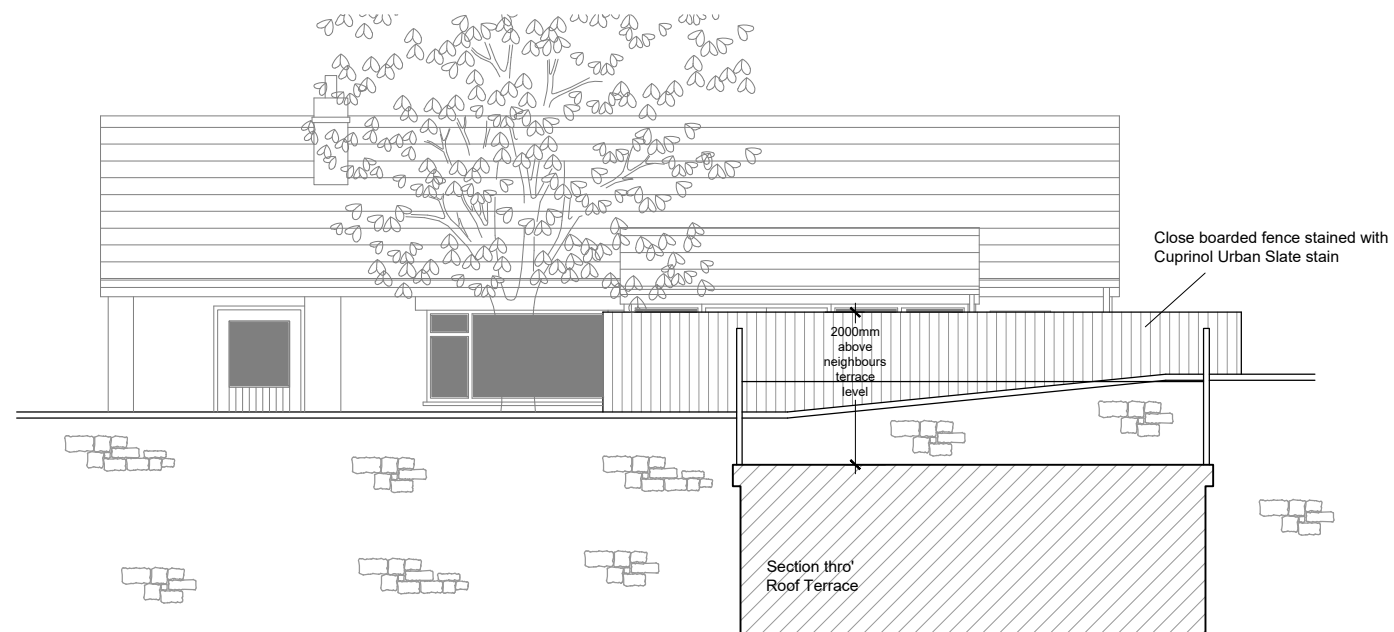 Close boarded fence stained with
Cuprinol Urban Slate stain
2000mm
above
neighbours
terrace
level
Section thro'
Roof Terrace